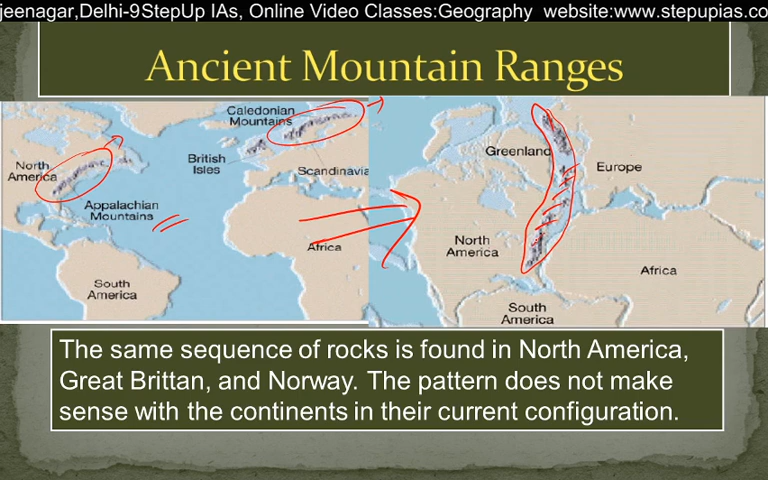 jeenagar,Delhi-9StepUp IAs, Online Video Classes:Geography website:www.stepupias.co
Ancient Mountain Ranges
Caledonian
Mountains
British
Isles
Scandinavia
North
America
Appalachian
Mountains
Africa
South
America
Greenland
Europe
North
America
Africa
South
America
The same sequence of rocks is found in North America,
Great Brittan, and Norway. The pattern does not make
sense with the continents in their current configuration.